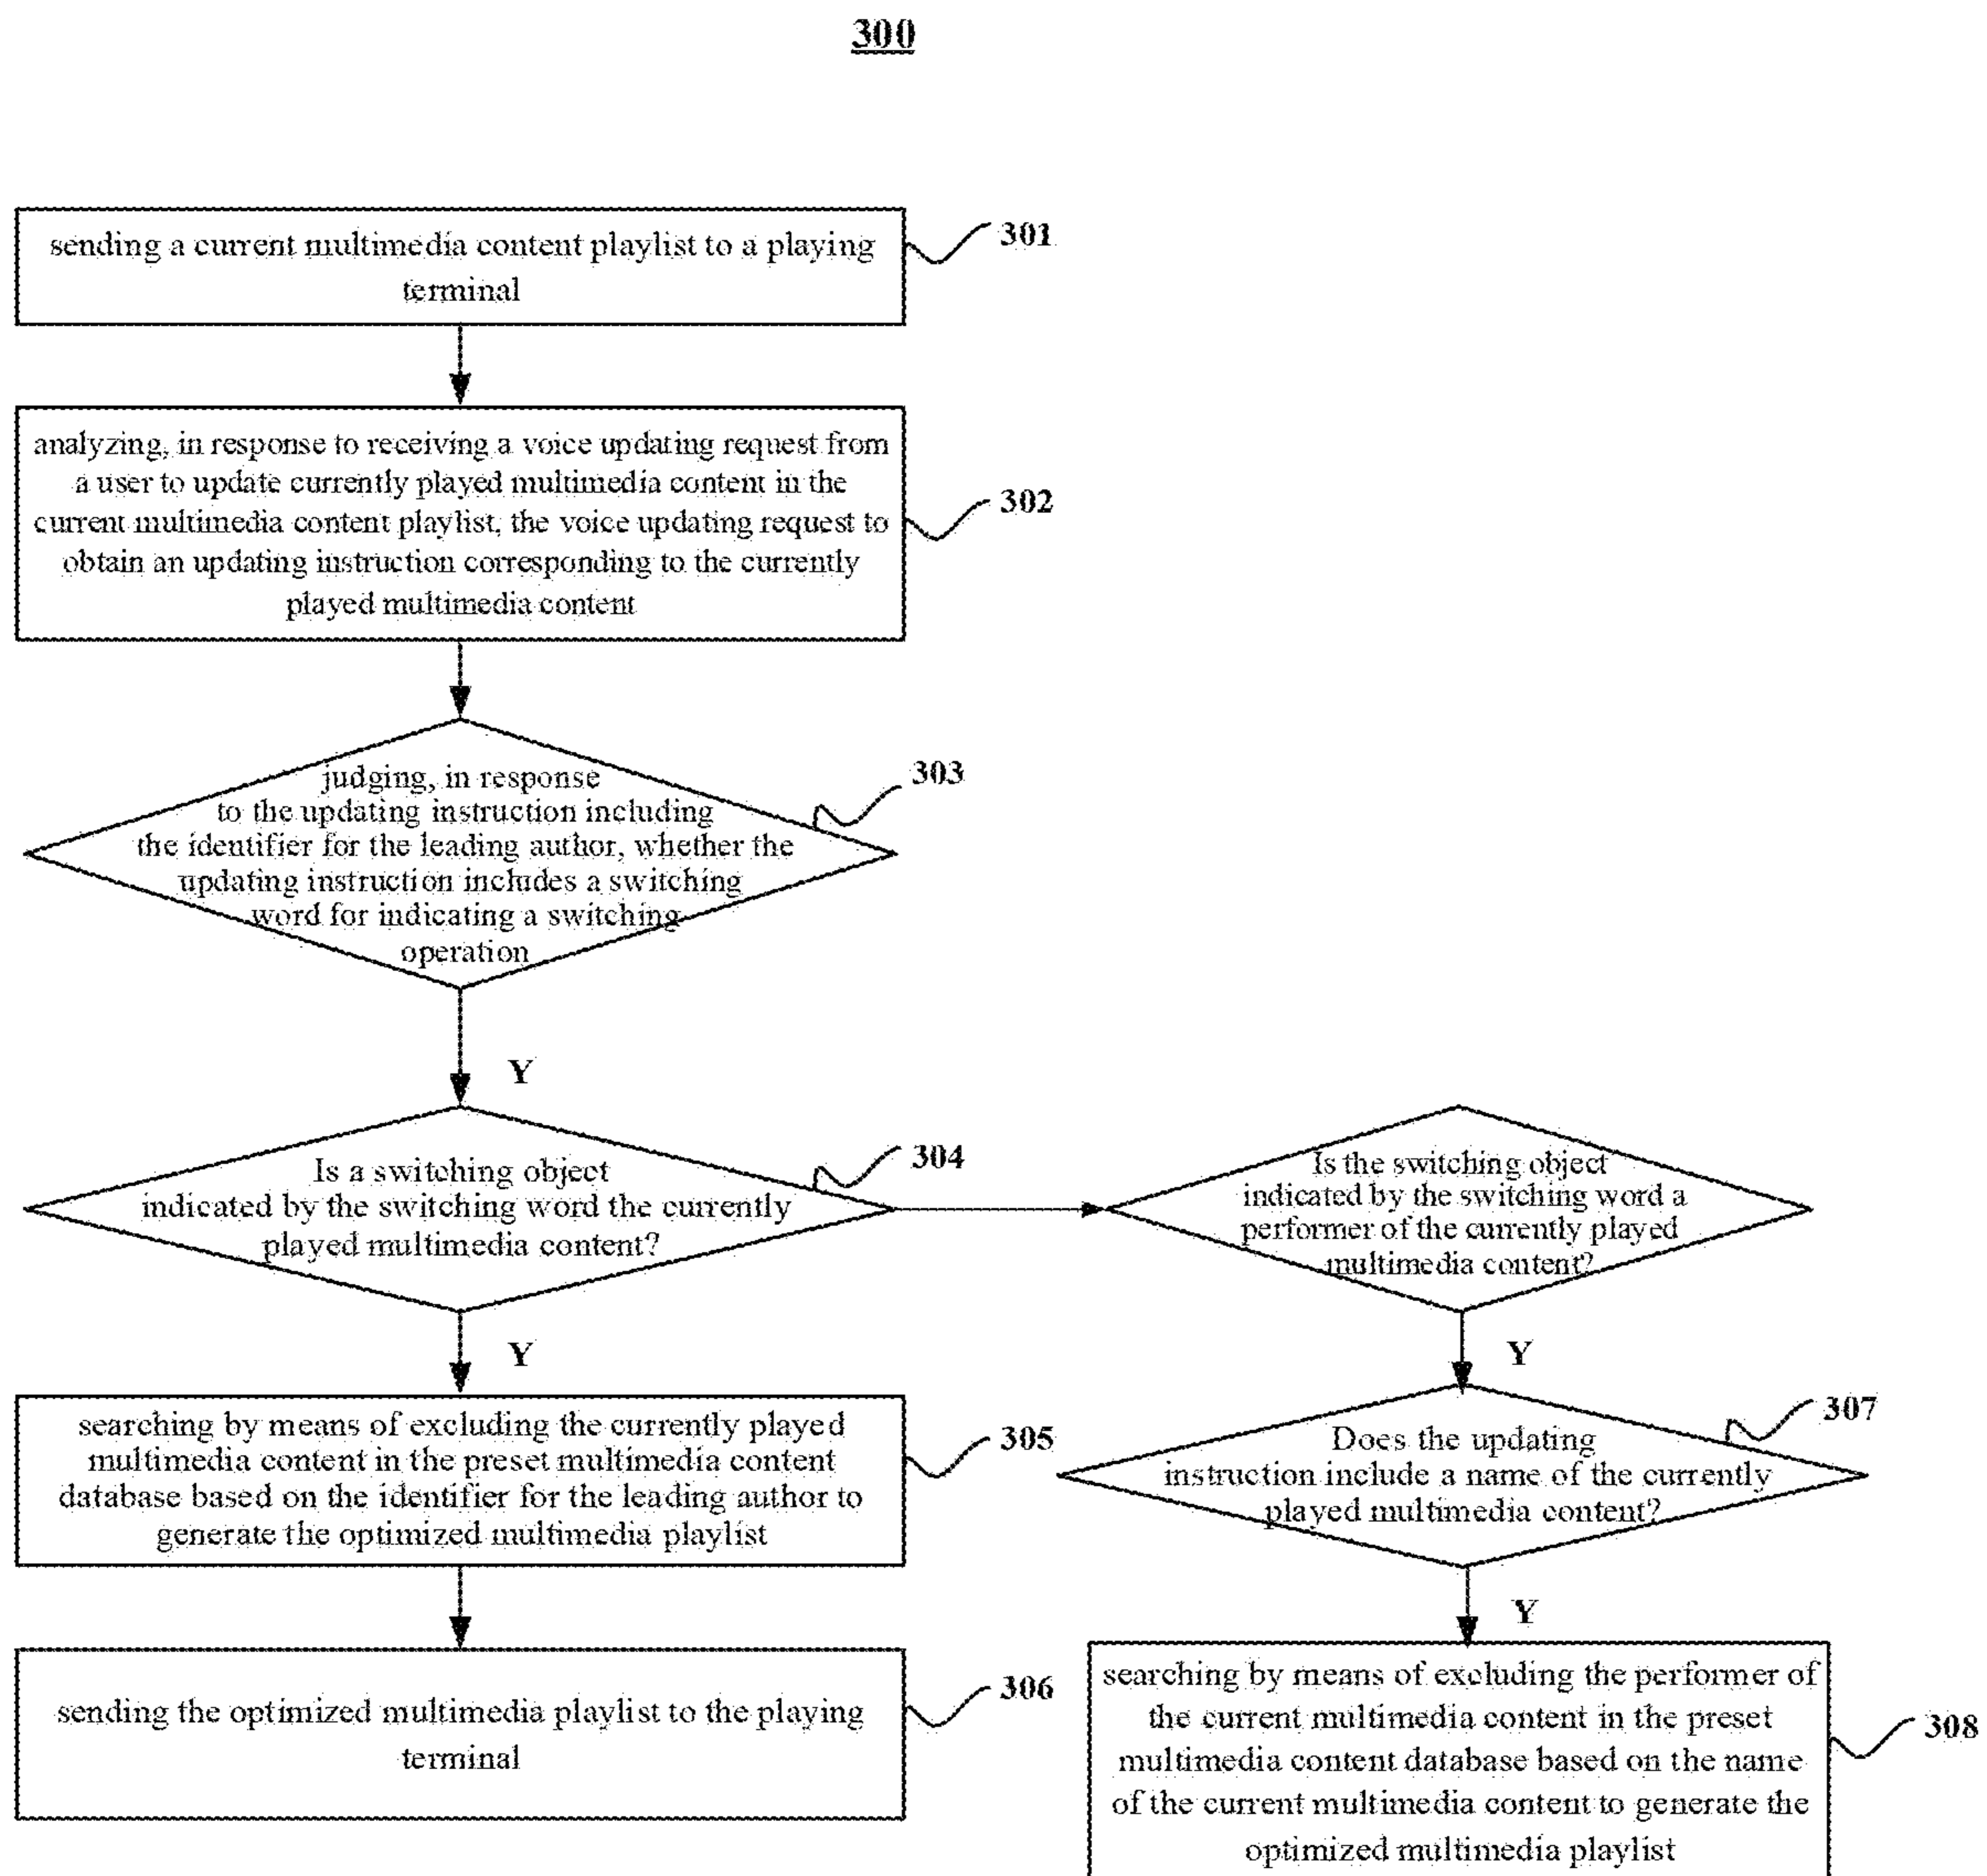 300
sending a current multimedia content playlist to a playing
terminal
301
analyzing, in response to receiving a voice updating request from
a user to update currently played multimedia content in the
current multimedia content playlist, the voice updating request to
obtain an updating instruction corresponding to the currently
played multimedia content
302
judging, in response
to the updating instruction including
the identifier for the leading author, whether the
updating instruction includes a switching
word for indicating a switching
operation
303
Y
Is a switching object
indicated by the switching word the currently
played multimedia content?
304
Is the switching object
indicated by the switching word a
performer of the currently played
multimedia content?
Y
Y
searching by means of excluding the currently played
multimedia content in the preset multimedia content
database based on the identifier for the leading author to
generate the optimized multimedia playlist
305
Does the updating
instruction include a name of the currently
played multimedia content?
307
Y
sending the optimized multimedia playlist to the playing
terminal
306
searching by means of excluding the performer of
the current multimedia content in the preset
multimedia content database based on the name
of the current multimedia content to generate the
optimized multimedia playlist
308